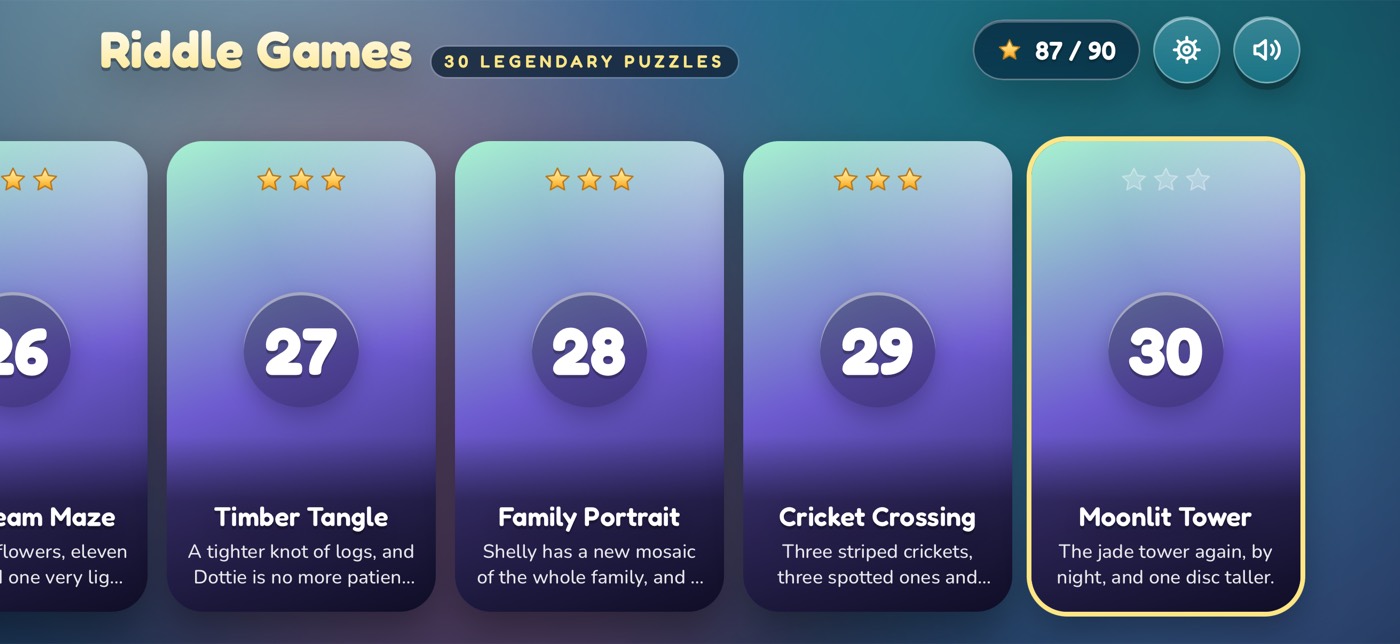 Riddle Games
30 LEGENDARY PUZZLES
87 / 90
26
Maze
flowers, eleven
one very lig...
27
Timber Tangle
A tighter knot of logs, and
Dottie is no more patien...
28
Family Portrait
Shelly has a new mosaic
of the whole family, and ...
29
Cricket Crossing
Three striped crickets,
three spotted ones and...
30
Moonlit Tower
The jade tower again, by
night, and one disc taller.